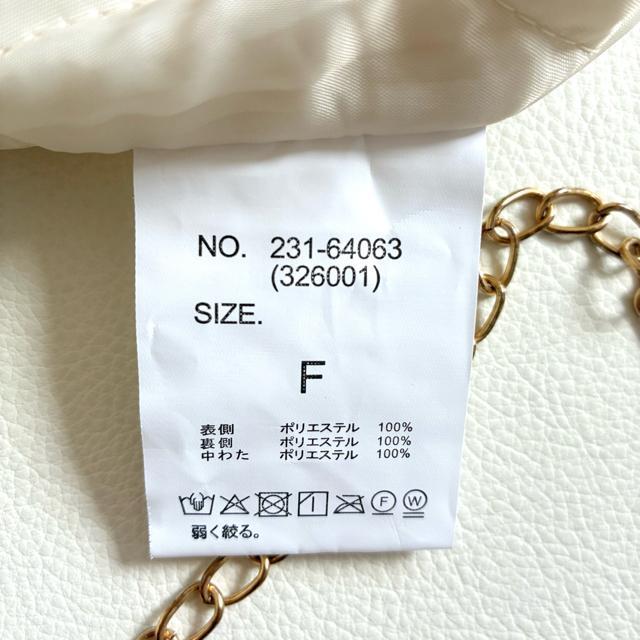 NO. 231-64063
(326001)
SIZE.
F
表側 ポリエステル 100%
裏側 ポリエステル 100%
中わた ポリエステル 100%
F W
弱く絞る。